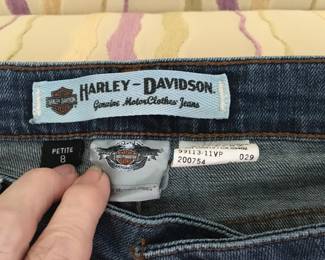 HARLEY-DAVIDSON
Genuine MotorClothes Jeans
PETITE
8
99113-11VP
200754 029